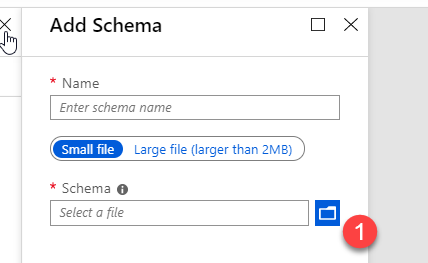 Add Schema
* Name
Enter schema name
Small file Large file (larger than 2MB)
* Schema
Select a file
1